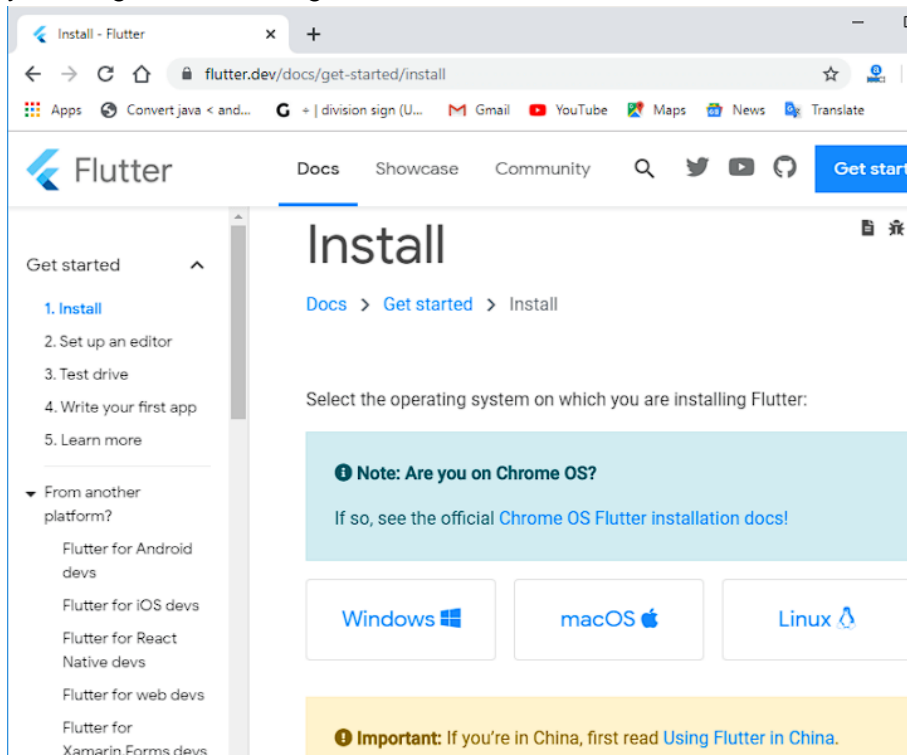 Install - Flutter
flutter.dev/docs/get-started/install
Apps
Convert java < and...
G ÷ | division sign (U...
Gmail
YouTube
Maps
News
Translate
Flutter
Docs
Showcase
Community
Get start
Get started
1. Install
2. Set up an editor
3. Test drive
4. Write your first app
5. Learn more
From another
platform?
Flutter for Android
devs
Flutter for iOS devs
Flutter for React
Native devs
Flutter for web devs
Flutter for
Xamarin.Forms devs
Install
Docs > Get started > Install
Select the operating system on which you are installing Flutter:
Note: Are you on Chrome OS?
If so, see the official Chrome OS Flutter installation docs!
Windows
macOS
Linux
Important: If you're in China, first read Using Flutter in China.